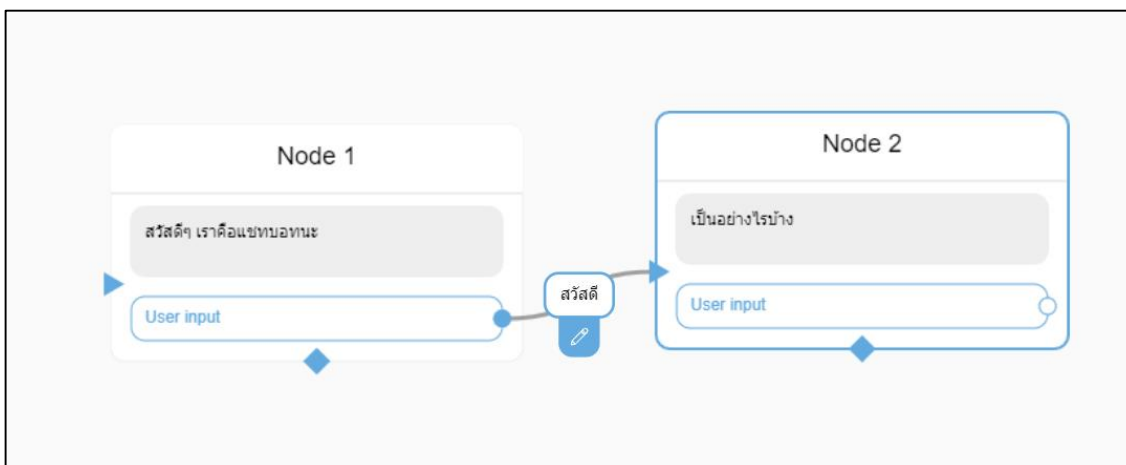 Node 1
สวัสดีๆ เราคือแชทบอทนะ
User input
สวัสดี
Node 2
เป็นอย่างไรบ้าง
User input